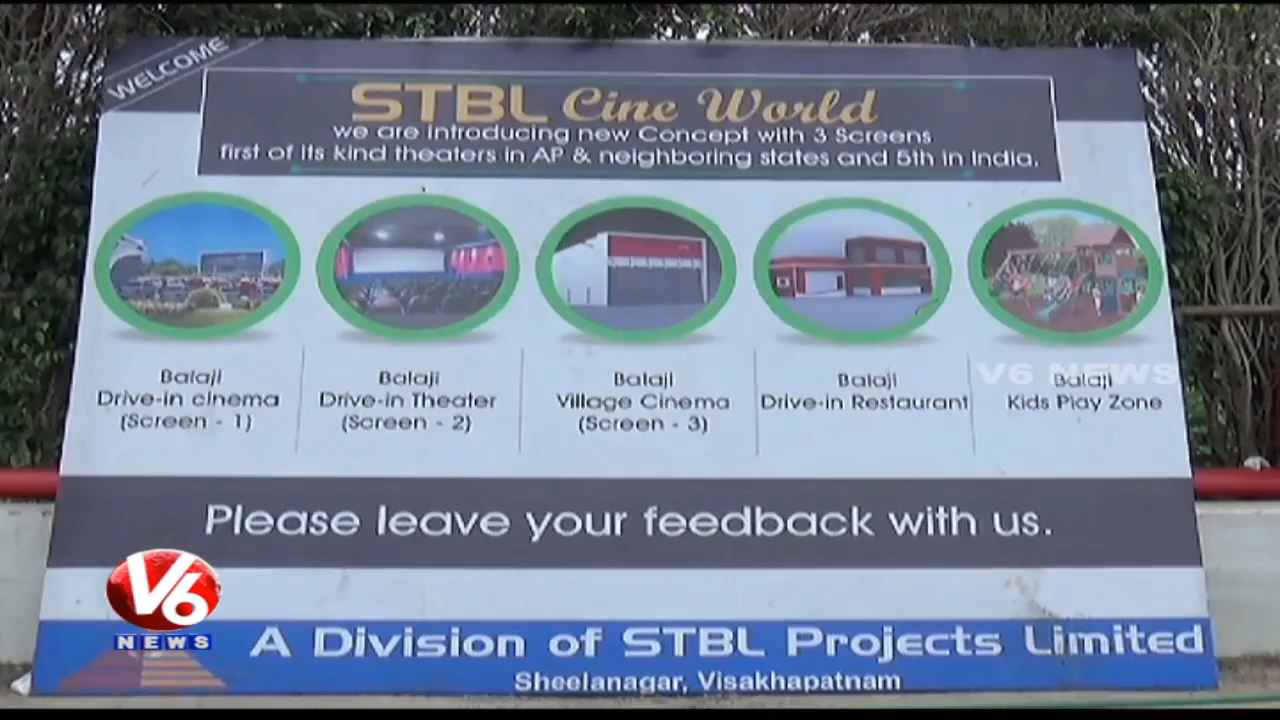 WELCOME
STBL Cine World
we are introducing new Concept with 3 Screens
first of its kind theaters in AP & neighboring states and 5th in India.
Balaji
Drive-in cinema
(Screen - 1)
Balaji
Drive-in Theater
(Screen - 2)
Balaji
Village Cinema
(Screen - 3)
Balaji
Drive-in Restaurant
Balaji
Kids Play Zone
V6 NEWS
Please leave your feedback with us.
V6
NEWS
A Division of STBL Projects Limited
Sheelanagar, Visakhapatnam